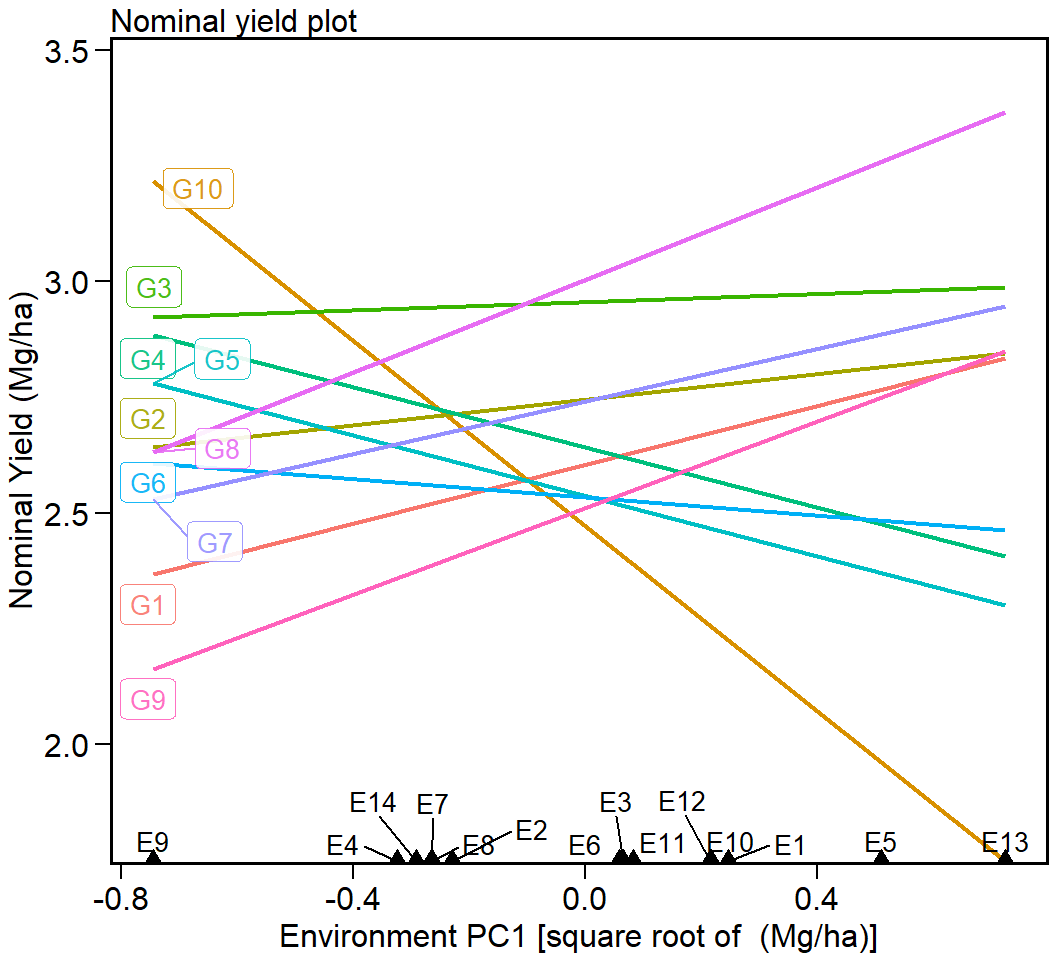 Nominal yield plot
3.5
3.0
2.5
2.0
Nominal Yield (Mg/ha)
G10
G3
G4
G5
G2
G8
G6
G7
G1
G9
E14
E7
E3
E12
E9
E4
E8
E2
E6
E11
E10
E1
E5
E13
-0.8
-0.4
0.0
0.4
Environment PC1 [square root of  (Mg/ha)]